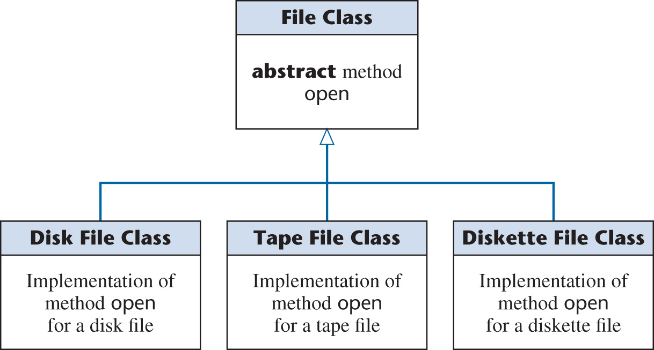 File Class
abstract method
open
Disk File Class
Implementation of
method open
for a disk file
Tape File Class
Implementation of
method open
for a tape file
Diskette File Class
Implementation of
method open
for a diskette file